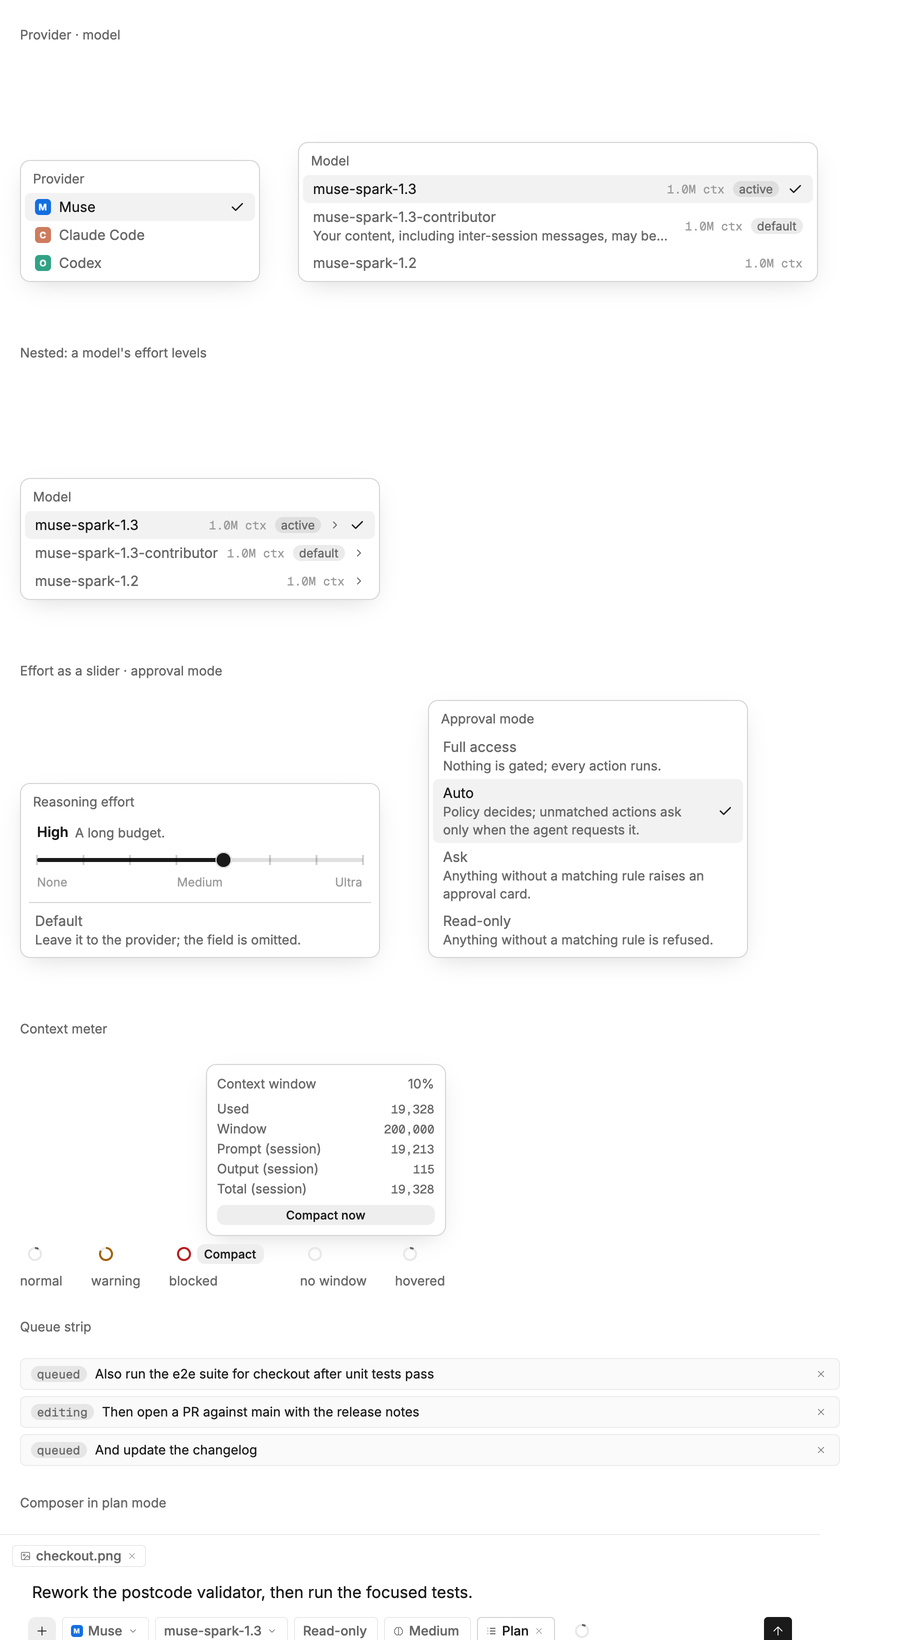 Provider · model
Provider
M Muse
C Claude Code
O Codex
Model
muse-spark-1.3 1.0M ctx active
muse-spark-1.3-contributor
Your content, including inter-session messages, may be... 1.0M ctx default
muse-spark-1.2 1.0M ctx
Nested: a model's effort levels
Model
muse-spark-1.3 1.0M ctx active
muse-spark-1.3-contributor 1.0M ctx default
muse-spark-1.2 1.0M ctx
Effort as a slider · approval mode
Reasoning effort
High A long budget.
None Medium Ultra
Default
Leave it to the provider; the field is omitted.
Approval mode
Full access
Nothing is gated; every action runs.
Auto
Policy decides; unmatched actions ask
only when the agent requests it.
Ask
Anything without a matching rule raises an
approval card.
Read-only
Anything without a matching rule is refused.
Context meter
Context window 10%
Used 19,328
Window 200,000
Prompt (session) 19,213
Output (session) 115
Total (session) 19,328
Compact now
Compact
normal warning blocked no window hovered
Queue strip
queued Also run the e2e suite for checkout after unit tests pass
editing Then open a PR against main with the release notes
queued And update the changelog
Composer in plan mode
checkout.png
Rework the postcode validator, then run the focused tests.
M Muse muse-spark-1.3 Read-only Medium Plan